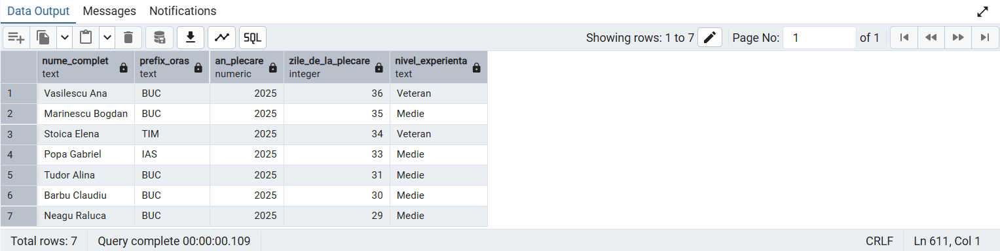 Data Output Messages Notifications
SQL Showing rows: 1 to 7 Page No: 1 of 1
nume_complet prefix_oras an_plecare zile_de_la_plecare nivel_experienta
text text numeric integer text
1 Vasilescu Ana BUC 2025 36 Veteran
2 Marinescu Bogdan BUC 2025 35 Medie
3 Stoica Elena TIM 2025 34 Veteran
4 Popa Gabriel IAS 2025 33 Medie
5 Tudor Alina BUC 2025 31 Medie
6 Barbu Claudiu BUC 2025 30 Medie
7 Neagu Raluca BUC 2025 29 Medie
Total rows: 7 Query complete 00:00:00.109 CRLF Ln 611, Col 1